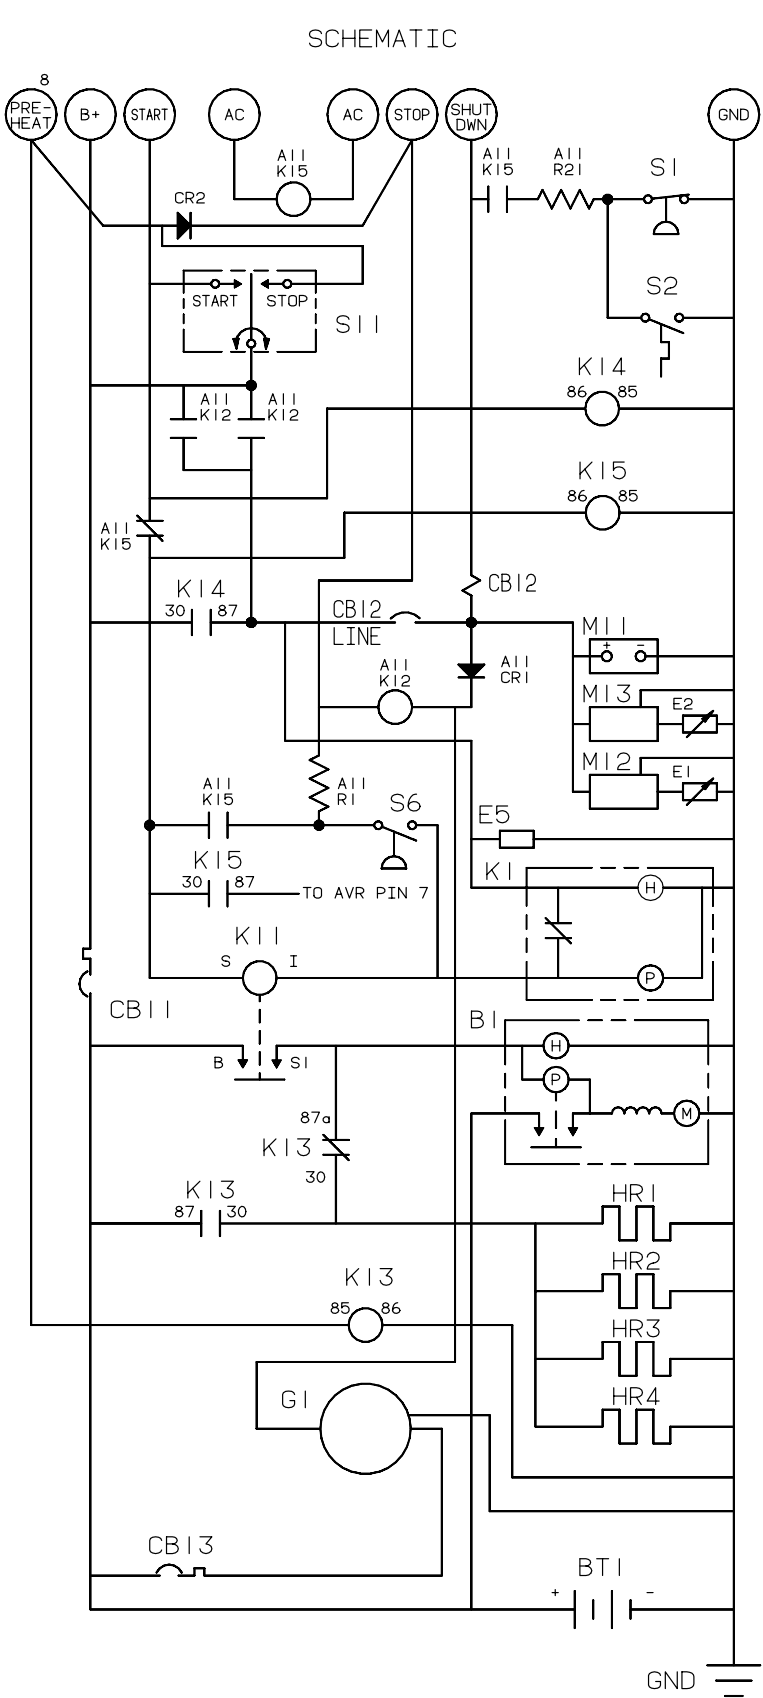 SCHEMATIC
8
PRE-
HEAT
B+
START
AC
AC
STOP
SHUT
DWN
GND
A11
K15
A11
K15
A11
R21
S1
CR2
START
STOP
S11
S2
K14
86
85
A11
K12
A11
K12
K15
86
85
A11
K15
K14
30
87
CB12
LINE
CB12
M11
+
-
A11
K12
A11
CR1
M13
E2
M12
E1
A11
K15
A11
R1
S6
E5
K15
30
87
TO AVR PIN 7
K1
H
K11
S
I
P
CB11
B1
B
S1
H
P
M
87a
K13
30
K13
87
30
HR1
HR2
K13
85
86
HR3
HR4
G1
CB13
BT1
+
-
GND